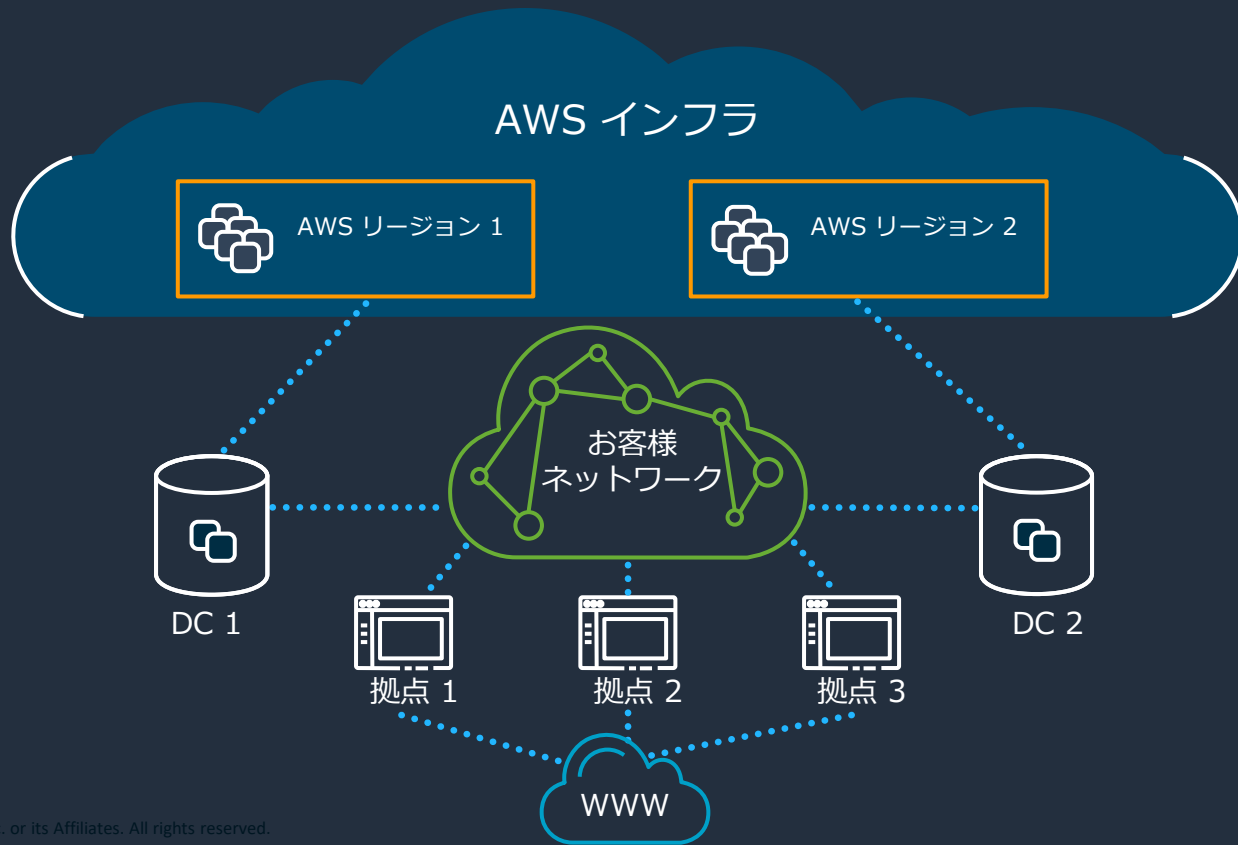 AWS インフラ
AWS リージョン 1
AWS リージョン 2
お客様
ネットワーク
DC 1
DC 2
拠点 1
拠点 2
拠点 3
WWW
. or its Affiliates. All rights reserved.